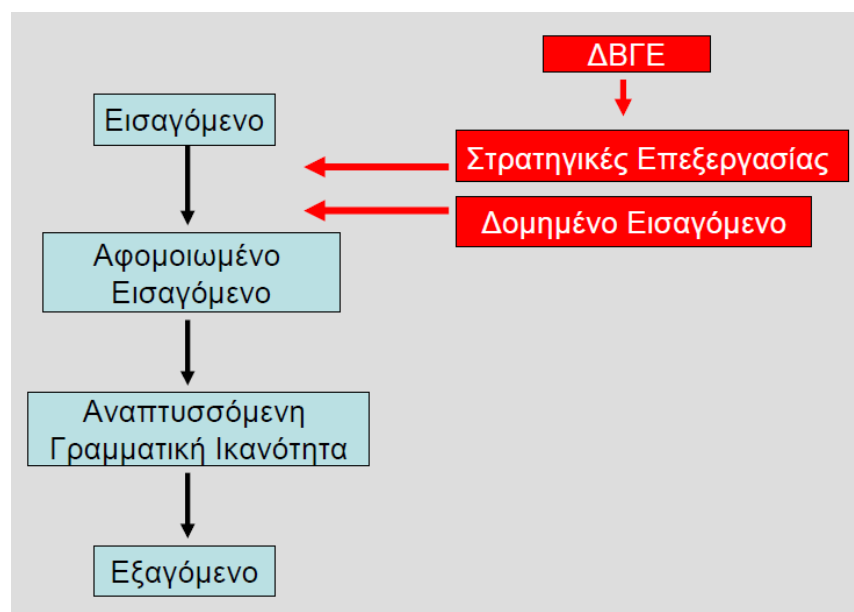 ΔΒΓΕ
Εισαγόμενο
Στρατηγικές Επεξεργασίας
Δομημένο Εισαγόμενο
Αφομοιωμένο
Εισαγόμενο
Αναπτυσσόμενη
Γραμματική Ικανότητα
Εξαγόμενο